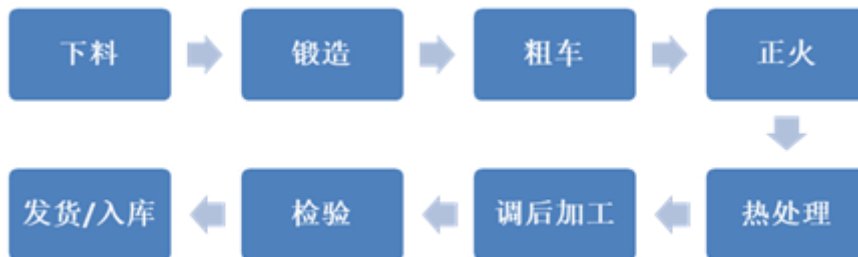 下料
锻造
粗车
正火
热处理
调后加工
检验
发货/入库